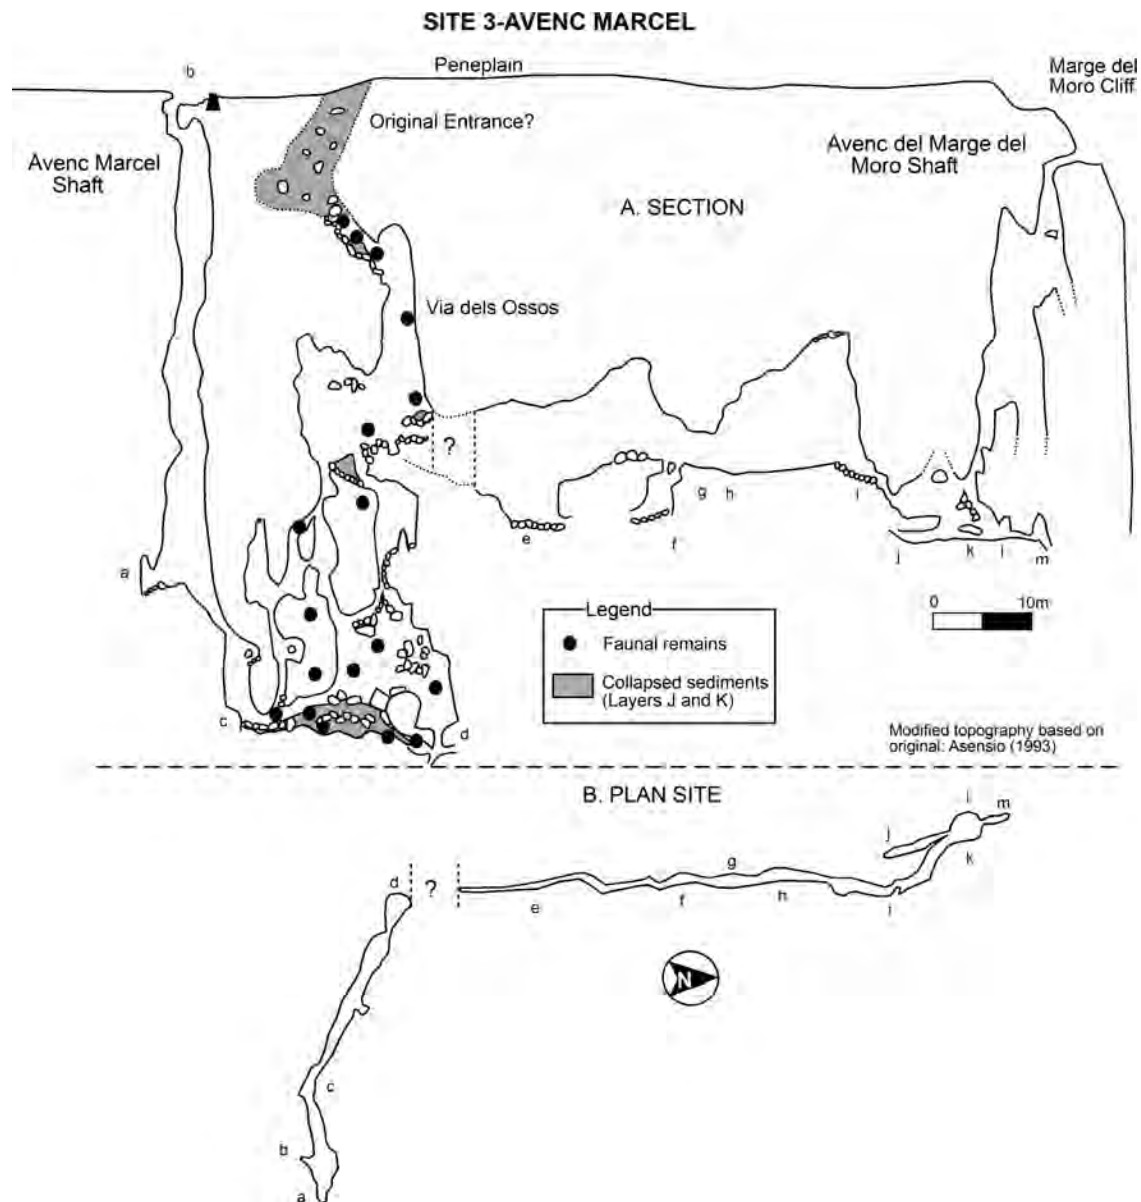 SITE 3-AVENC MARCEL
b
Peneplain
Marge del
Moro Cliff
Original Entrance?
Avenc Marcel
Shaft
Avenc del Marge del
Moro Shaft
A. SECTION
Via dels Ossos
?
g h
i
e
f
j
k
l
m
a
0 10m
Legend
Faunal remains
Collapsed sediments
(Layers J and K)
c
d
Modified topography based on
original: Asensio (1993)
B. PLAN SITE
l
m
j
k
g
d
?
e
f
h
i
N
c
b
a